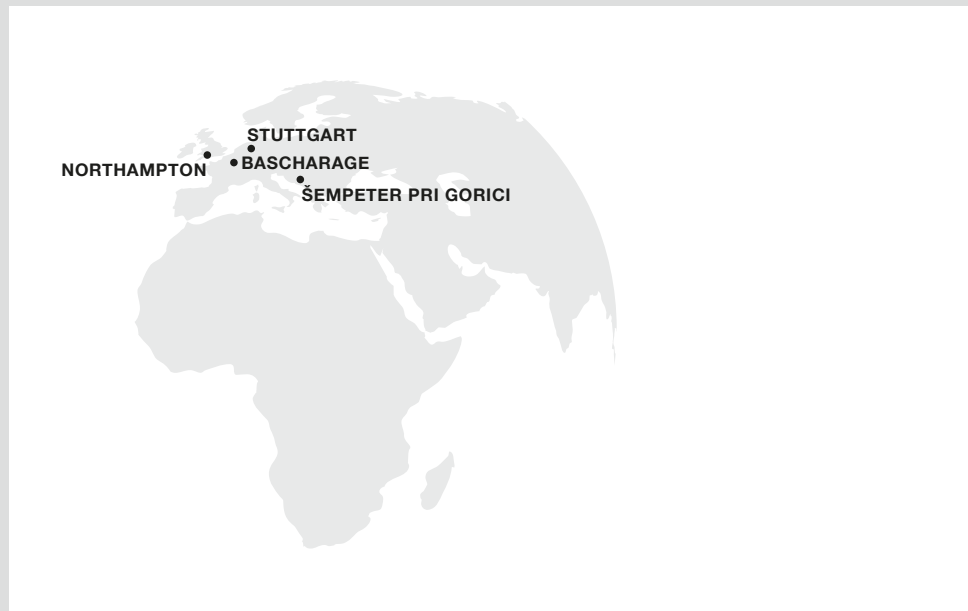 STUTTGART
BASCHARAGE
NORTHAMPTON
ŠEMPETER PRI GORICI